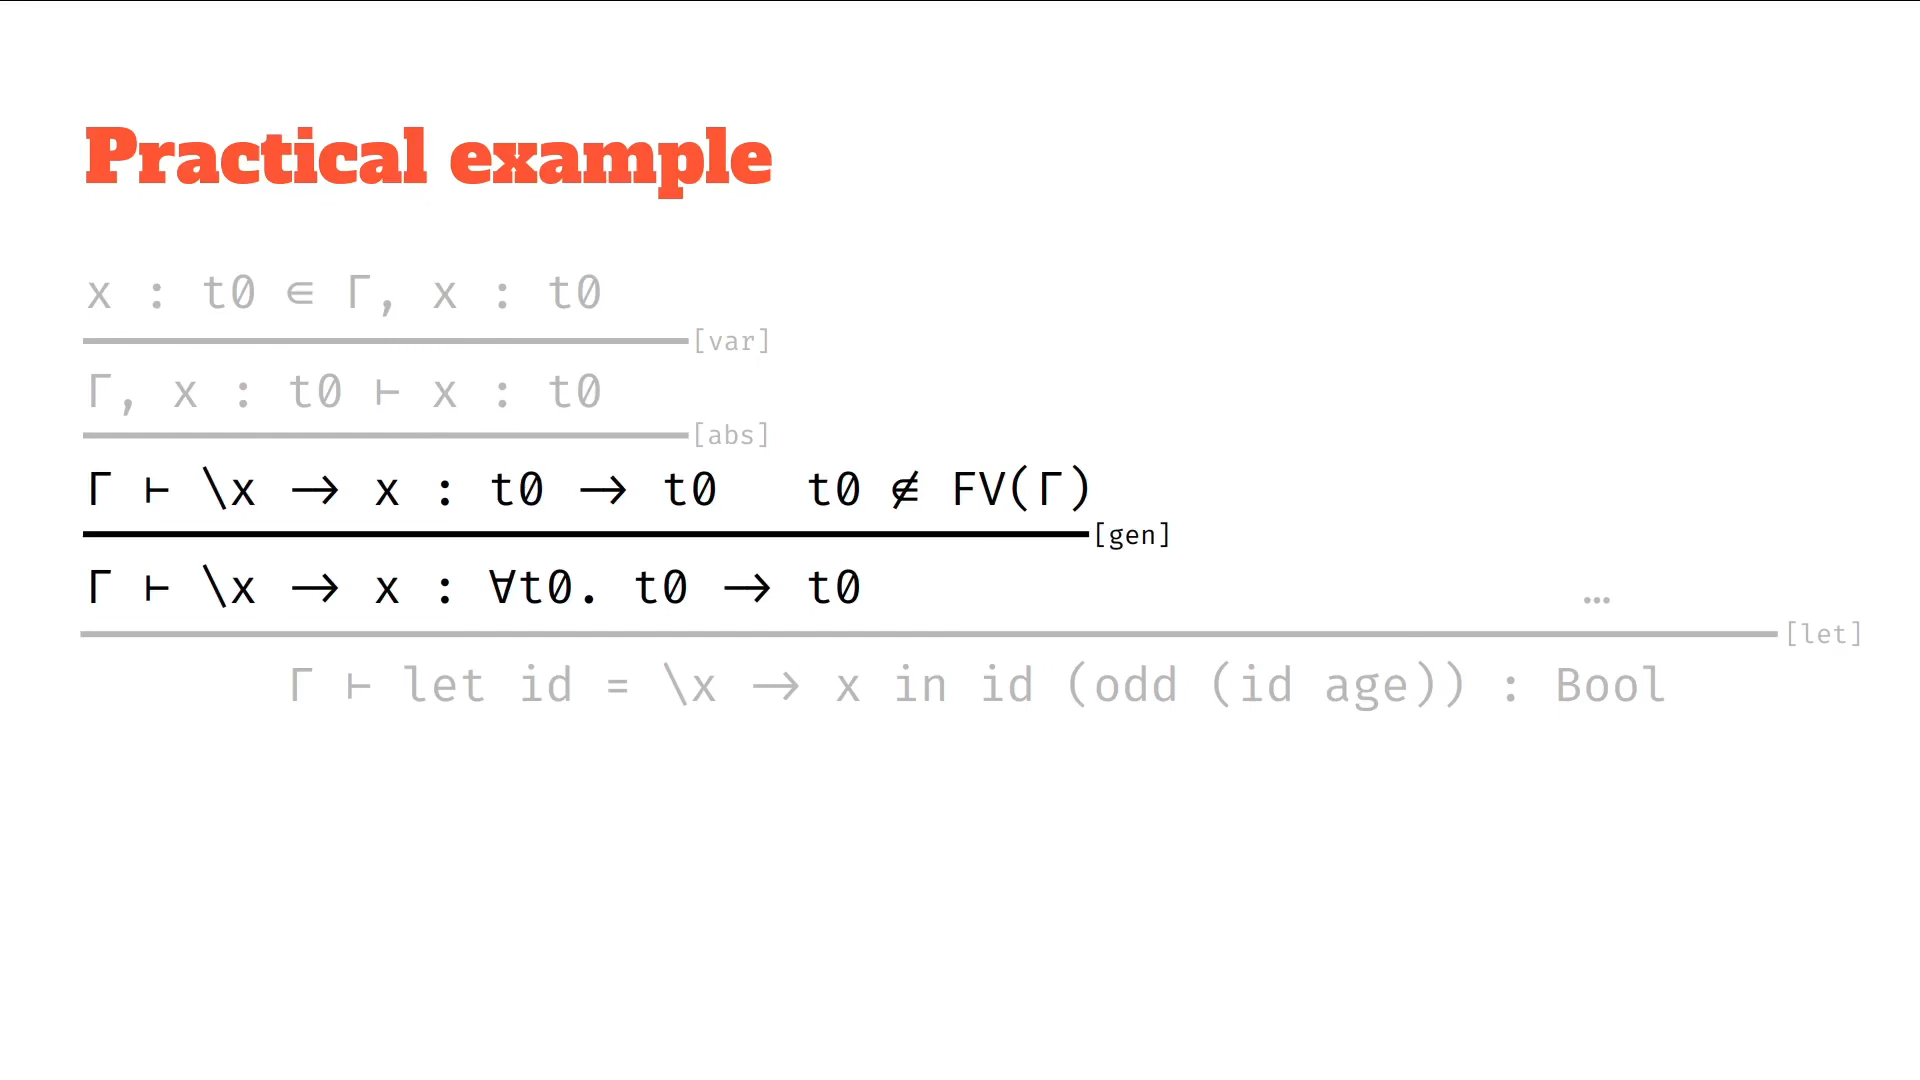 Practical example
x : t0 ∈ Γ, x : t0
[var]
Γ, x : t0 ⊢ x : t0
[abs]
Γ ⊢ \x → x : t0 → t0   t0 ∉ FV(Γ)
[gen]
Γ ⊢ \x → x : ∀t0. t0 → t0 …
[let]
Γ ⊢ let id = \x → x in id (odd (id age)) : Bool